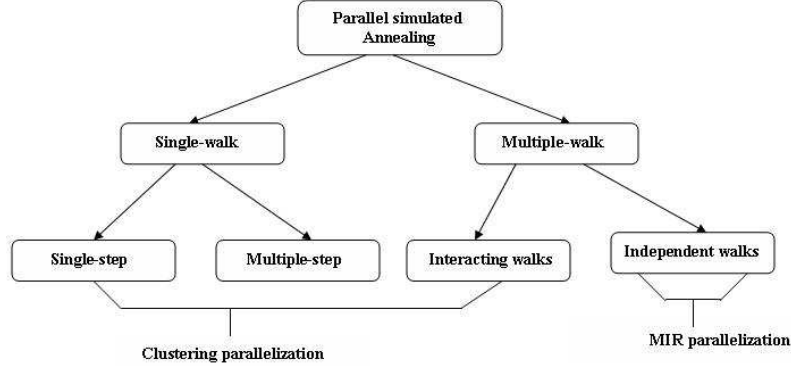 Parallel simulated
Annealing
Single-walk
Multiple-walk
Single-step
Multiple-step
Interacting walks
Independent walks
Clustering parallelization
MIR parallelization